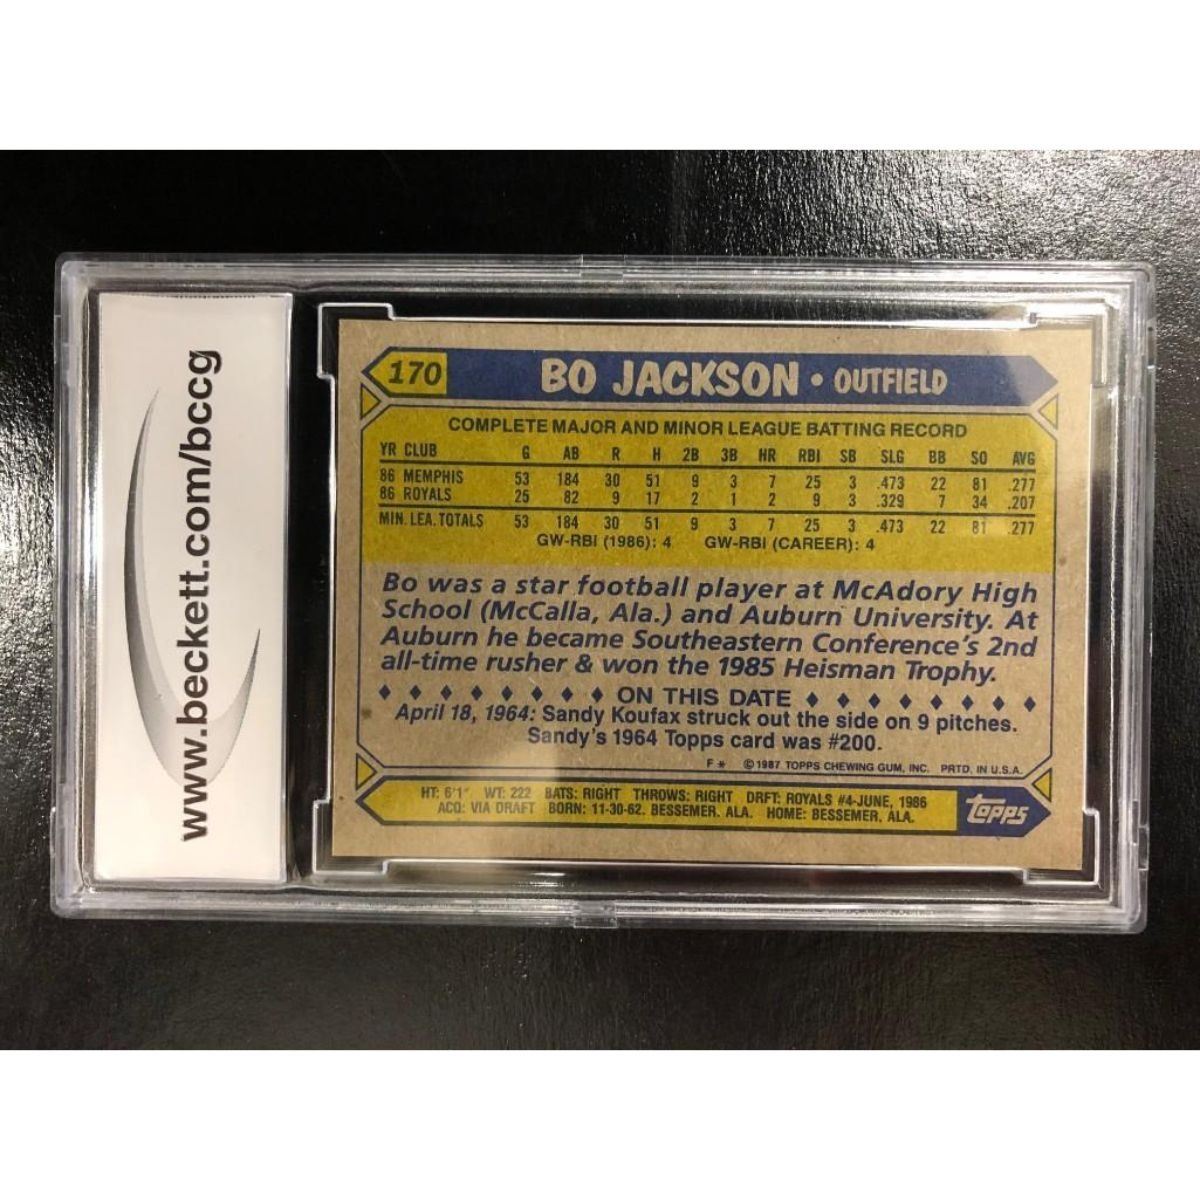 www.beckett.com/bccg
170 BO JACKSON • OUTFIELD
COMPLETE MAJOR AND MINOR LEAGUE BATTING RECORD
YR CLUB G AB R H 2B 3B HR RBI SB SLG BB SO AVG
86 MEMPHIS 53 184 30 51 9 3 7 25 3 .473 22 81 .277
86 ROYALS 25 82 9 17 2 1 2 9 3 .329 7 34 .207
MIN. LEA. TOTALS 53 184 30 51 9 3 7 25 3 .473 22 81 .277
GW-RBI (1986): 4 GW-RBI (CAREER): 4
Bo was a star football player at McAdory High
School (McCalla, Ala.) and Auburn University. At
Auburn he became Southeastern Conference's 2nd
all-time rusher & won the 1985 Heisman Trophy.
♦ ♦ ♦ ♦ ♦ ♦ ♦ ♦ ON THIS DATE ♦ ♦ ♦ ♦ ♦ ♦ ♦ ♦
April 18, 1964: Sandy Koufax struck out the side on 9 pitches.
Sandy's 1964 Topps card was #200.
F * © 1987 TOPPS CHEWING GUM, INC. PRTD. IN U.S.A.
HT: 6'1" WT: 222 BATS: RIGHT THROWS: RIGHT DRFT: ROYALS #4-JUNE, 1986
ACQ: VIA DRAFT BORN: 11-30-62, BESSEMER, ALA. HOME: BESSEMER, ALA.
topps